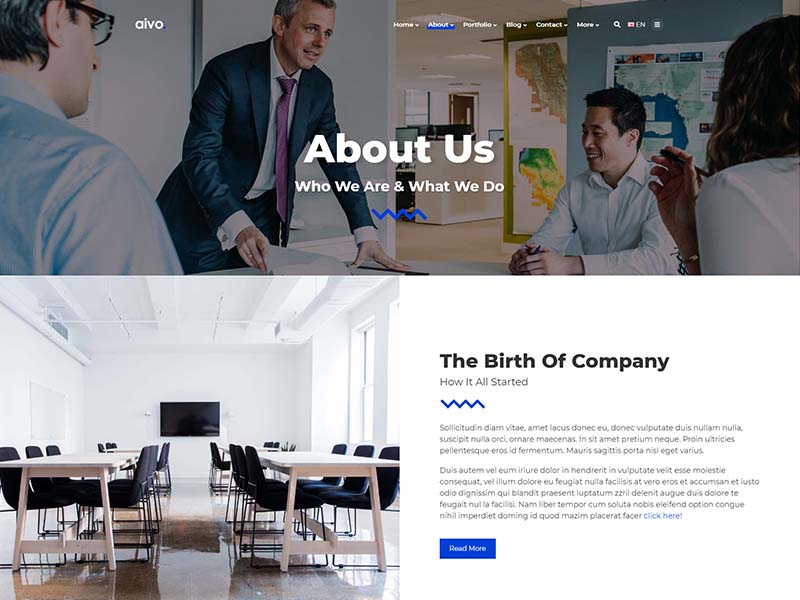 aivo
Home About Portfolio Blog Contact More EN
About Us
Who We Are & What We Do
The Birth Of Company
How It All Started
Sollicitudin diam vitae, amet lacus donec eu, donec vulputate duis nullam nulla,
suscipit nulla orci, ornare maecenas. In sit amet pretium neque. Proin ultricies
pellentesque eros id fermentum. Mauris sagittis porta nisl eget varius.
Duis autem vel eum iriure dolor in hendrerit in vulputate velit esse molestie
consequat, vel illum dolore eu feugiat nulla facilisis at vero eros et accumsan et iusto
odio dignissim qui blandit praesent luptatum zzril delenit augue duis dolore te
feugait nul la facilisi. Nam liber tempor cum soluta nobis eleifend option congue
nihil imperdiet doming id quod mazim placerat facer click here!
Read More